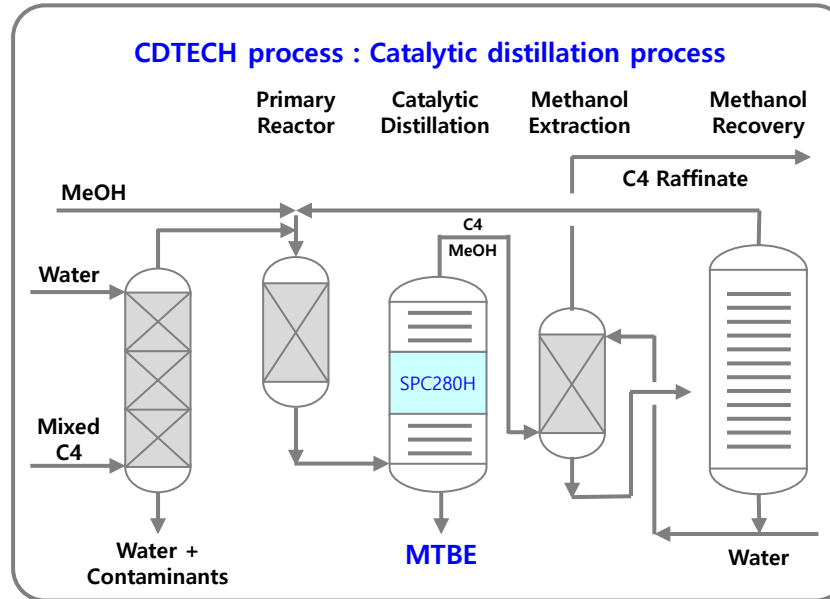 CDTECH process : Catalytic distillation process
Primary
Reactor
Catalytic
Distillation
Methanol
Extraction
Methanol
Recovery
C4 Raffinate
MeOH
C4
MeOH
Water
SPC280H
Mixed
C4
Water +
Contaminants
MTBE
Water